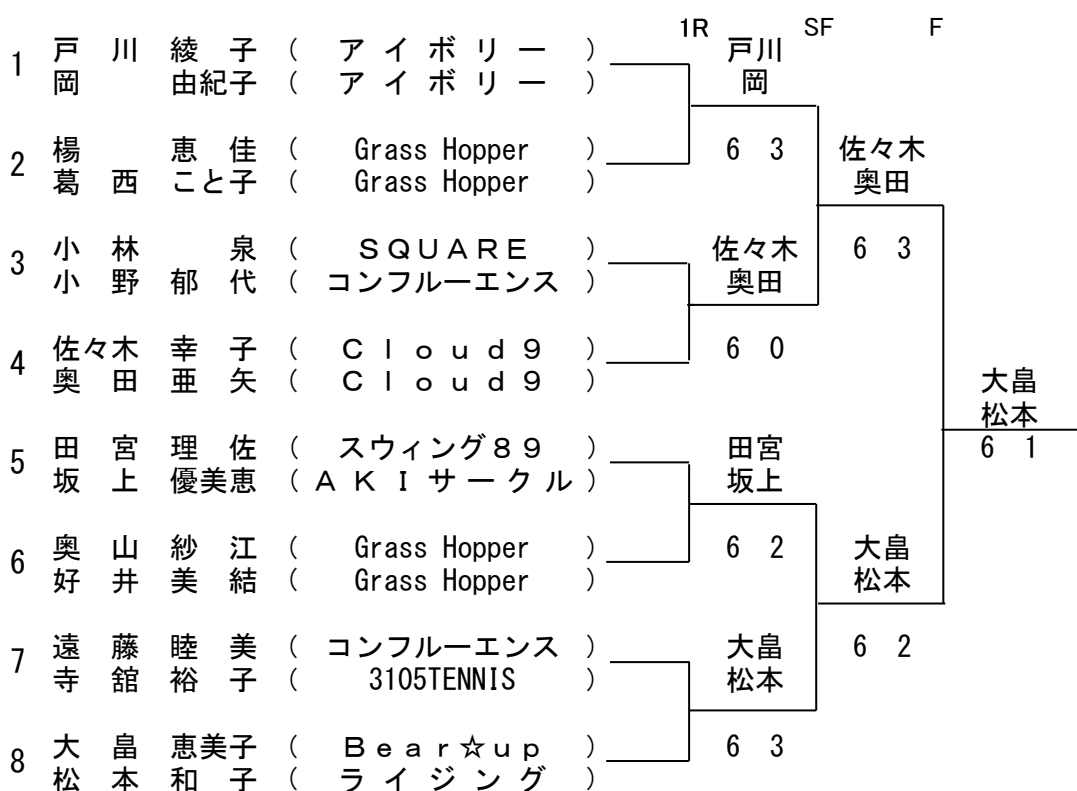 1R SF F
1 戸川 綾子 ( アイボリー ) 戸川
岡 由紀子 ( アイボリー ) 岡
2 楊 恵佳 ( Grass Hopper ) 6 3 佐々木
葛西 こと子 ( Grass Hopper ) 奥田
3 小林 泉 ( SQUARE ) 佐々木 6 3
小野 郁代 ( コンフルーエンス ) 奥田
4 佐々木 幸子 ( Cloud9 ) 6 0
奥田 亜矢 ( Cloud9 ) 大畠
松本
5 田宮 理佐 ( スウィング89 ) 田宮 6 1
坂上 優美恵 ( AKIサークル ) 坂上
6 奥山 紗江 ( Grass Hopper ) 6 2 大畠
好井 美結 ( Grass Hopper ) 松本
7 遠藤 睦美 ( コンフルーエンス ) 大畠 6 2
寺舘 裕子 ( 3105TENNIS ) 松本
8 大畠 恵美子 ( Bear☆up ) 6 3
松本 和子 ( ライジング )